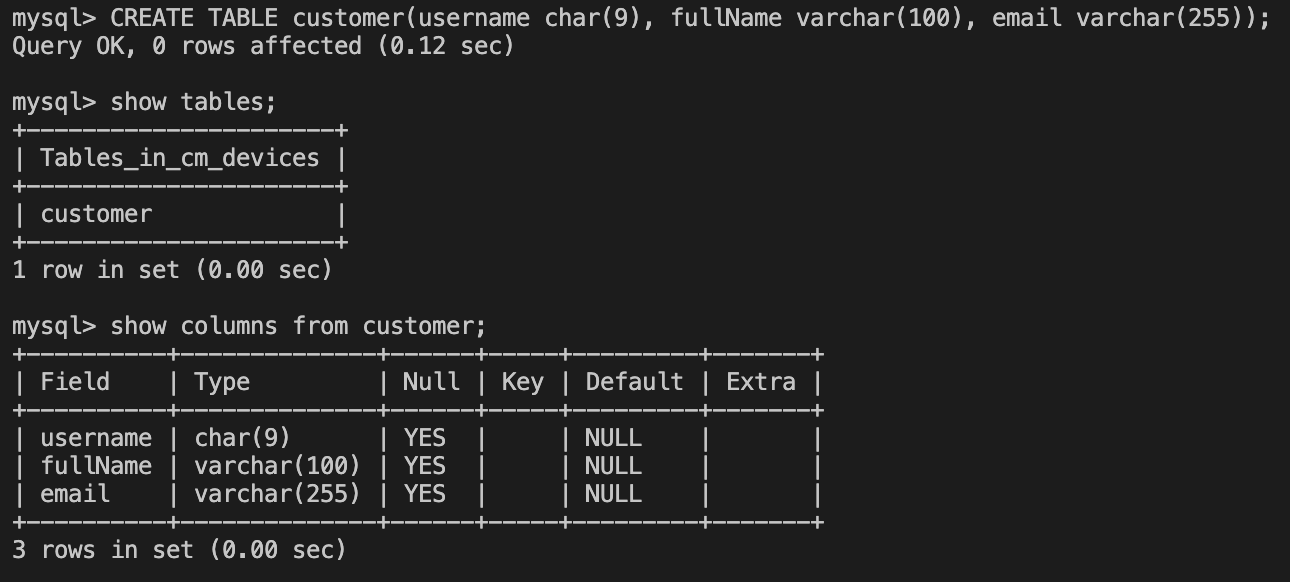 mysql> CREATE TABLE customer(username char(9), fullName varchar(100), email varchar(255));
Query OK, 0 rows affected (0.12 sec)
mysql> show tables;
+----------------------+
| Tables_in_cm_devices |
+----------------------+
| customer             |
+----------------------+
1 row in set (0.00 sec)
mysql> show columns from customer;
+----------+--------------+------+-----+---------+-------+
| Field    | Type         | Null | Key | Default | Extra |
+----------+--------------+------+-----+---------+-------+
| username | char(9)      | YES  |     | NULL    |       |
| fullName | varchar(100) | YES  |     | NULL    |       |
| email    | varchar(255) | YES  |     | NULL    |       |
+----------+--------------+------+-----+---------+-------+
3 rows in set (0.00 sec)